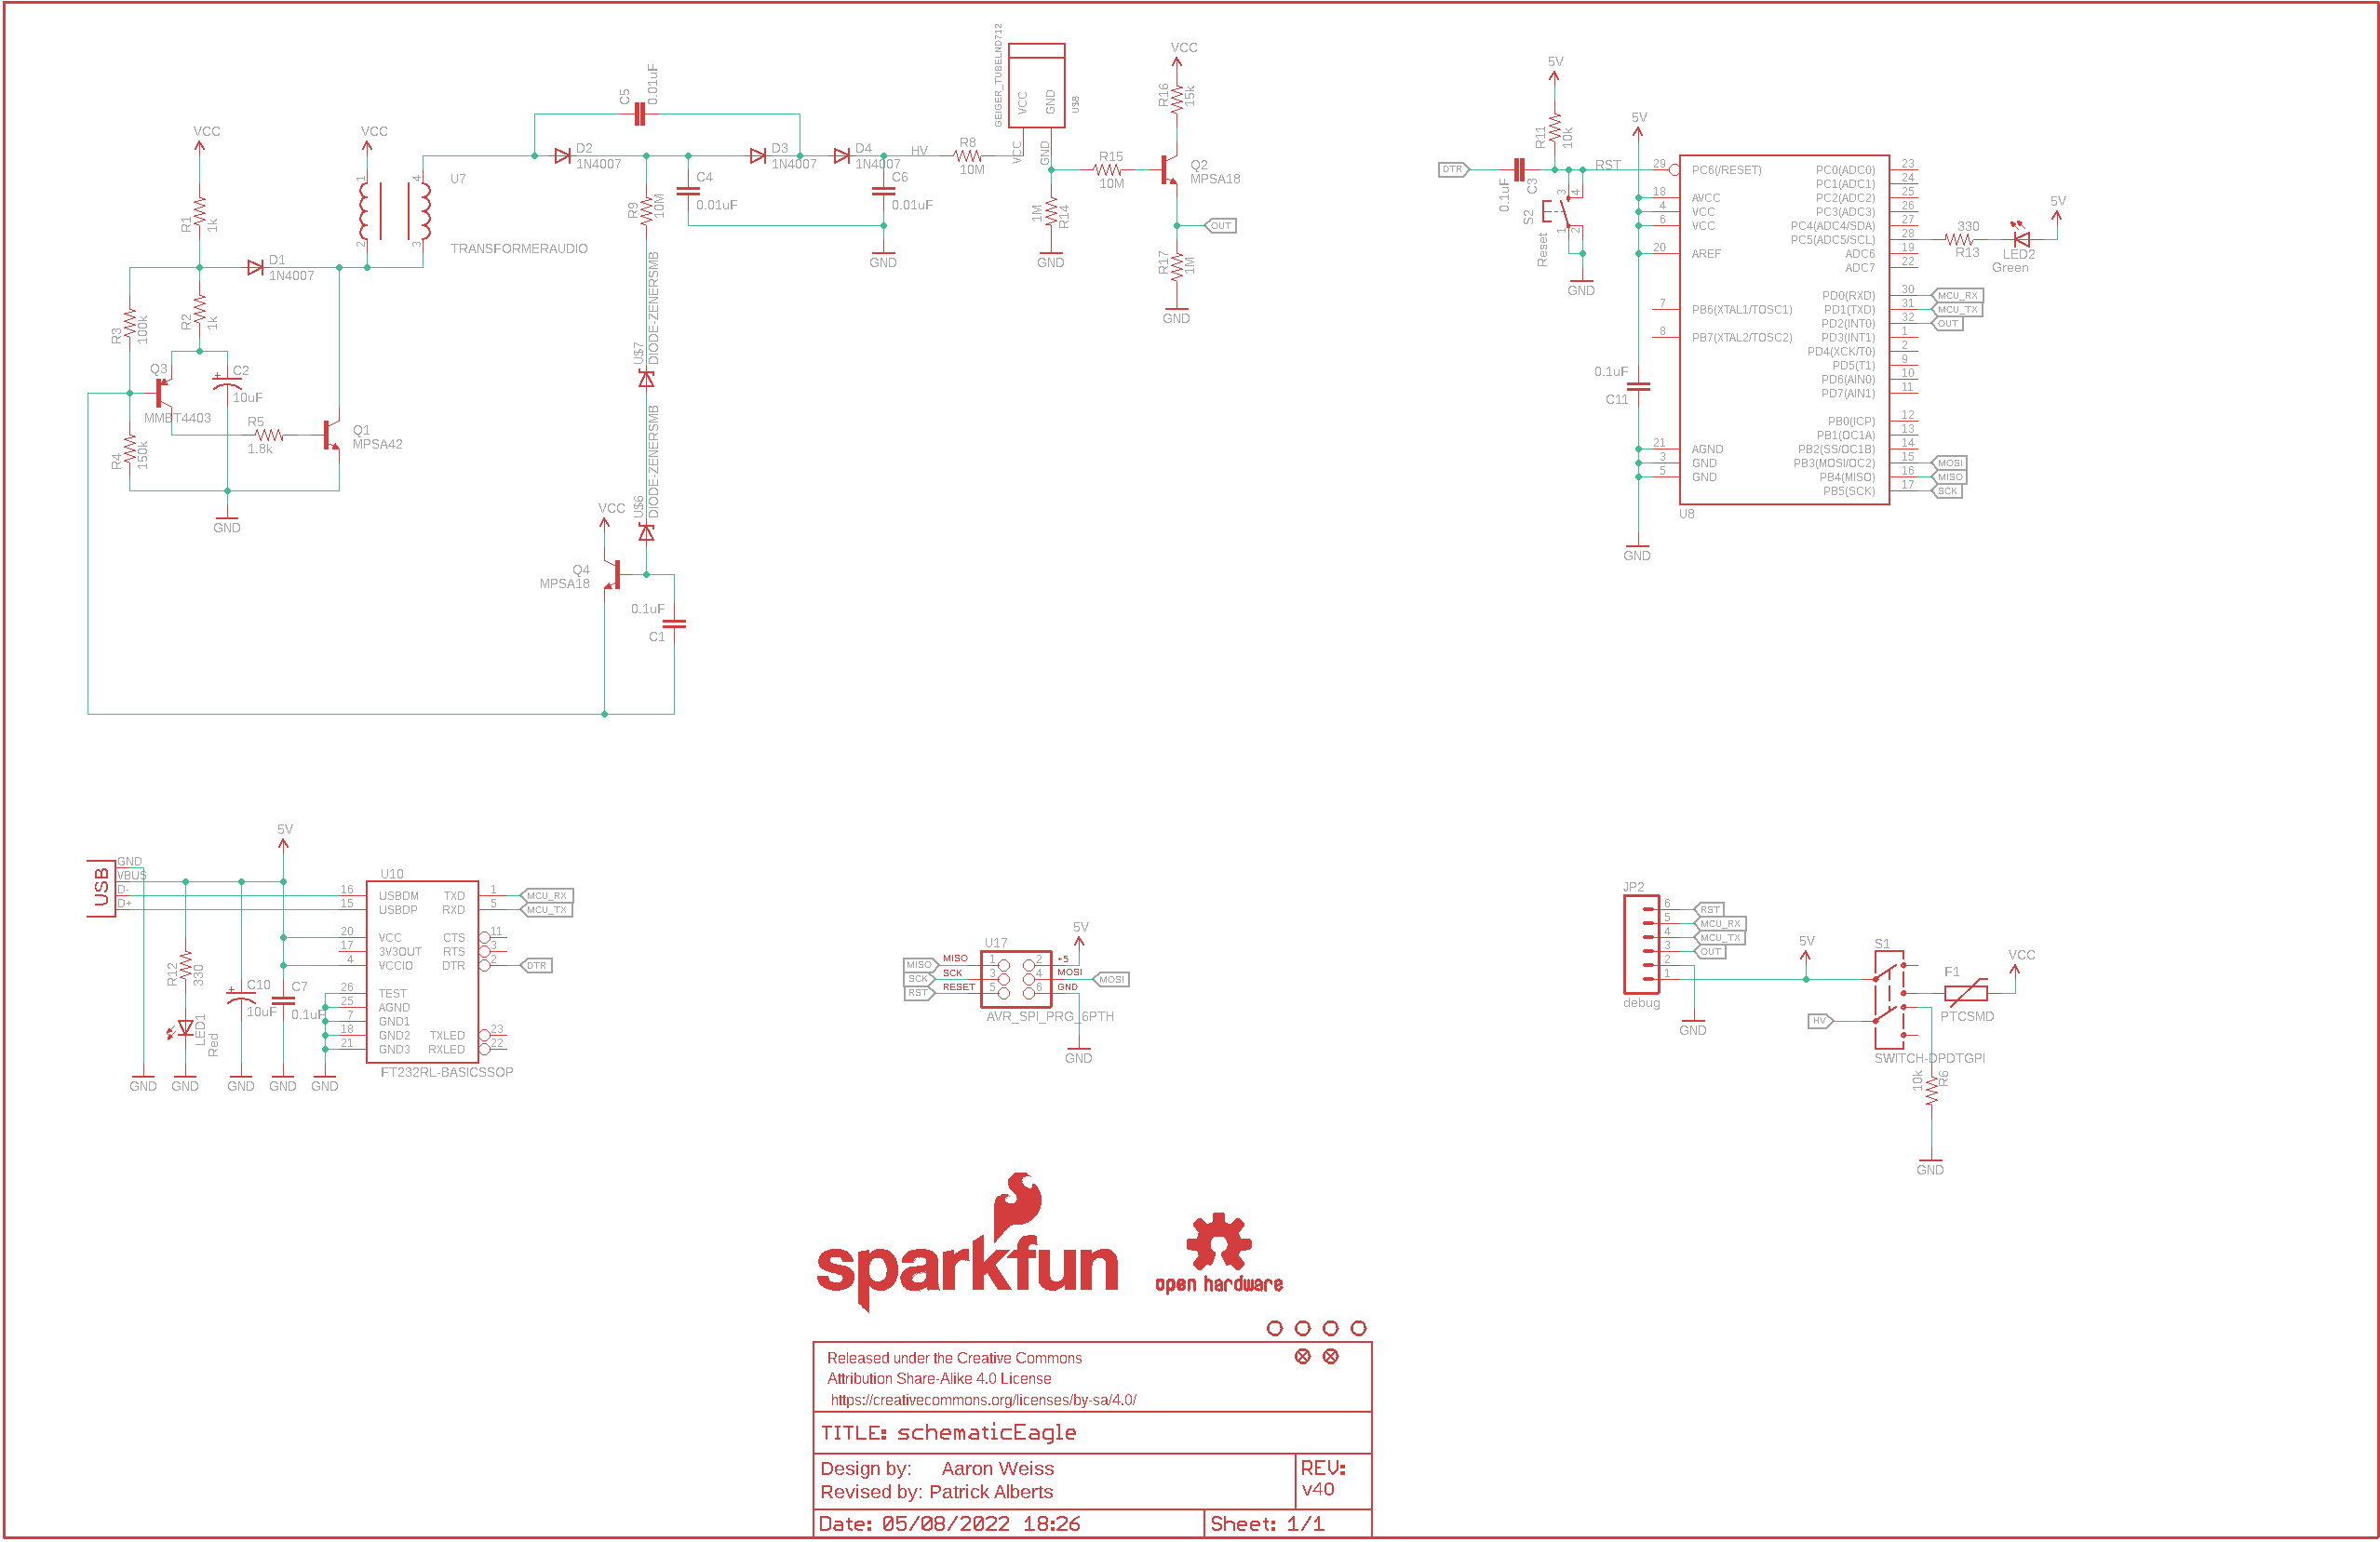 VCC
R1
1k
R2
1k
D1
1N4007
R3
100k
Q3
MMBT4403
C2
10uF
R4
150k
R5
1.8k
Q1
MPSA42
GND
VCC
1
2
4
3
U7
TRANSFORMERAUDIO
C5
0.01uF
D2
1N4007
D3
1N4007
D4
1N4007
HV
C4
0.01uF
C6
0.01uF
GND
R9
10M
U$7
DIODE-ZENERSMB
U$6
DIODE-ZENERSMB
VCC
Q4
MPSA18
0.1uF
C1
R8
10M
GEIGER_TUBELND712
VCC
GND
U$8
VCC
GND
1M
R14
GND
R15
10M
VCC
R16
15k
Q2
MPSA18
OUT
R17
1M
GND
5V
R11
10k
DTR
0.1uF
C3
RST
S2
Reset
3
4
1
2
GND
5V
0.1uF
C11
GND
29 PC6(/RESET) PC0(ADC0) 23
PC1(ADC1) 24
18 AVCC PC2(ADC2) 25
4 VCC PC3(ADC3) 26
6 VCC PC4(ADC4/SDA) 27
PC5(ADC5/SCL) 28
20 AREF ADC6 19
ADC7 22
PD0(RXD) 30 MCU_RX
7 PB6(XTAL1/TOSC1) PD1(TXD) 31 MCU_TX
PD2(INT0) 32 OUT
8 PB7(XTAL2/TOSC2) PD3(INT1) 1
PD4(XCK/T0) 2
PD5(T1) 9
PD6(AIN0) 10
PD7(AIN1) 11
PB0(ICP) 12
PB1(OC1A) 13
21 AGND PB2(SS/OC1B) 14
3 GND PB3(MOSI/OC2) 15 MOSI
5 GND PB4(MISO) 16 MISO
PB5(SCK) 17 SCK
U8
330
R13
LED2
Green
5V
5V
USB
GND
VBUS
D-
D+
R12
330
LED1
Red
C10
10uF
C7
0.1uF
GND GND GND GND GND
U10
16 USBDM TXD 1 MCU_RX
15 USBDP RXD 5 MCU_TX
20 VCC CTS 11
17 3V3OUT RTS 3
4 VCCIO DTR 2 DTR
26 TEST
25 AGND
7 GND1
18 GND2 TXLED 23
21 GND3 RXLED 22
FT232RL-BASICSSOP
5V
U17
MISO MISO 1 2 +5
SCK SCK 3 4 MOSI MOSI
RST RESET 5 6 GND
AVR_SPI_PRG_6PTH
GND
JP2
6 RST
5 MCU_RX
4 MCU_TX
3 OUT
2
1
debug
GND
5V
HV
S1
SWITCH-DPDTGPI
F1
PTCSMD
VCC
10k
R6
GND
sparkfun
open hardware
Released under the Creative Commons
Attribution Share-Alike 4.0 License
https://creativecommons.org/licenses/by-sa/4.0/
TITLE: schematicEagle
Design by: Aaron Weiss
Revised by: Patrick Alberts
REV:
v40
Date: 05/08/2022 18:26
Sheet: 1/1